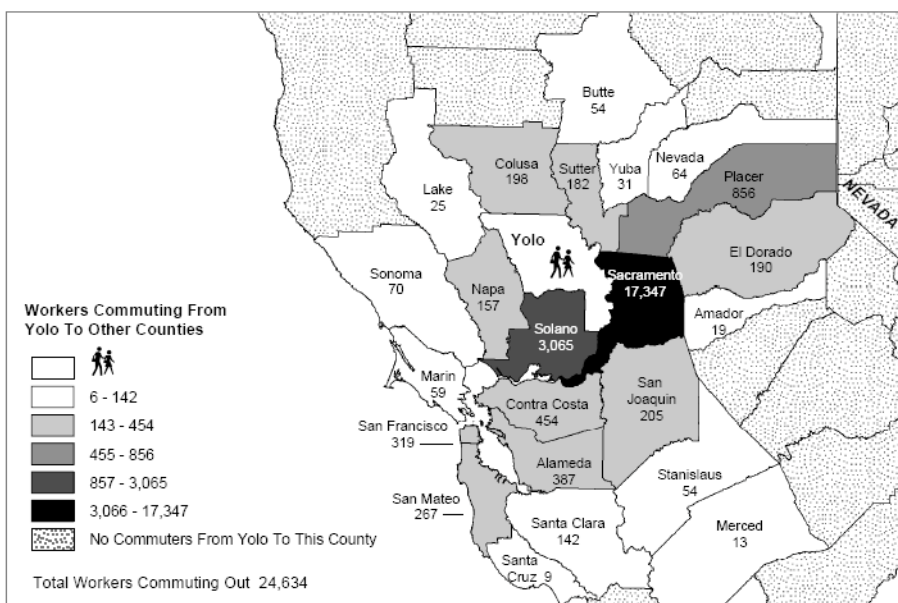 Butte
54
Colusa
198
Sutter
182
Yuba
31
Nevada
64
Placer
856
NEVADA
Lake
25
Yolo
El Dorado
190
Sonoma
70
Napa
157
Sacramento
17,347
Solano
3,065
Amador
19
Marin
59
Contra Costa
454
San
Joaquin
205
San Francisco
319
Alameda
387
Stanislaus
54
San Mateo
267
Santa Clara
142
Merced
13
Santa
Cruz 9
Workers Commuting From
Yolo To Other Counties
6 - 142
143 - 454
455 - 856
857 - 3,065
3,066 - 17,347
No Commuters From Yolo To This County
Total Workers Commuting Out 24,634